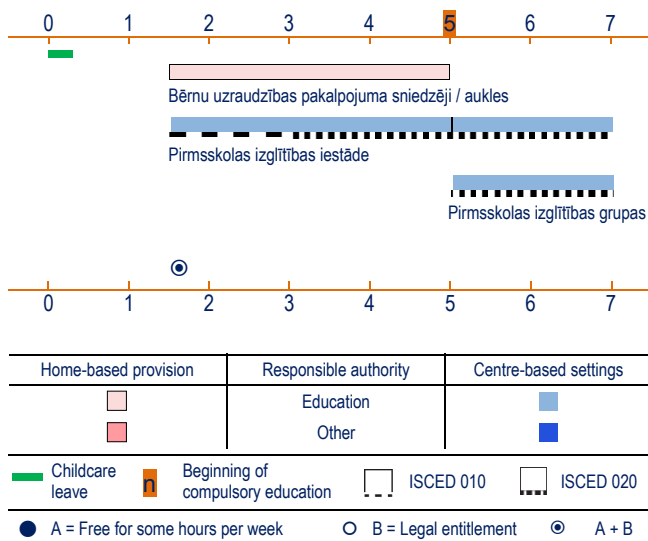 0 1 2 3 4 5 6 7
Bērnu uzraudzības pakalpojuma sniedzēji / aukles
Pirmsskolas izglītības iestāde
Pirmsskolas izglītības grupas
0 1 2 3 4 5 6 7
Home-based provision Responsible authority Centre-based settings
Education
Other
Childcare leave
n Beginning of compulsory education
ISCED 010
ISCED 020
A = Free for some hours per week B = Legal entitlement A + B